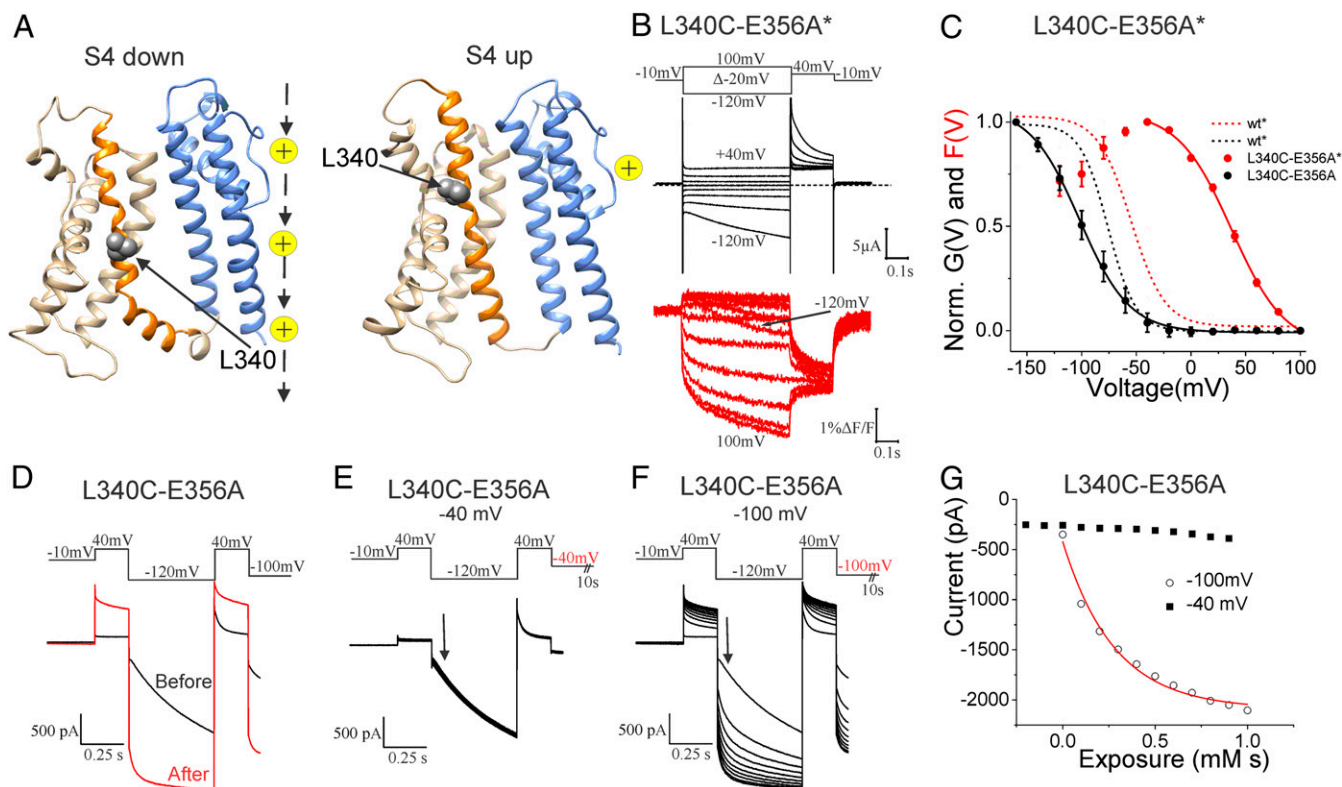 A
S4 down
S4 up
L340
L340
+
+
+
+
B
L340C-E356A*
100mV
40mV
-10mV
Δ-20mV
-10mV
-120mV
+40mV
-120mV
5μA
0.1s
-120mV
100mV
1%ΔF/F
0.1s
C
L340C-E356A*
Norm. G(V) and F(V)
1.0
0.5
0.0
wt*
wt*
L340C-E356A*
L340C-E356A
-150 -100 -50 0 50 100
Voltage(mV)
D
L340C-E356A
40mV
40mV
-10mV
-120mV
-100mV
Before
After
500 pA
0.25 s
E
L340C-E356A
-40 mV
40mV
40mV
-10mV
-40mV
-120mV
10s
500 pA
0.25 s
F
L340C-E356A
-100 mV
40mV
40mV
-10mV
-100mV
-120mV
10s
500 pA
0.25 s
G
L340C-E356A
Current (pA)
0
-500
-1000
-1500
-2000
-100mV
-40 mV
0.0 0.5 1.0
Exposure (mM s)